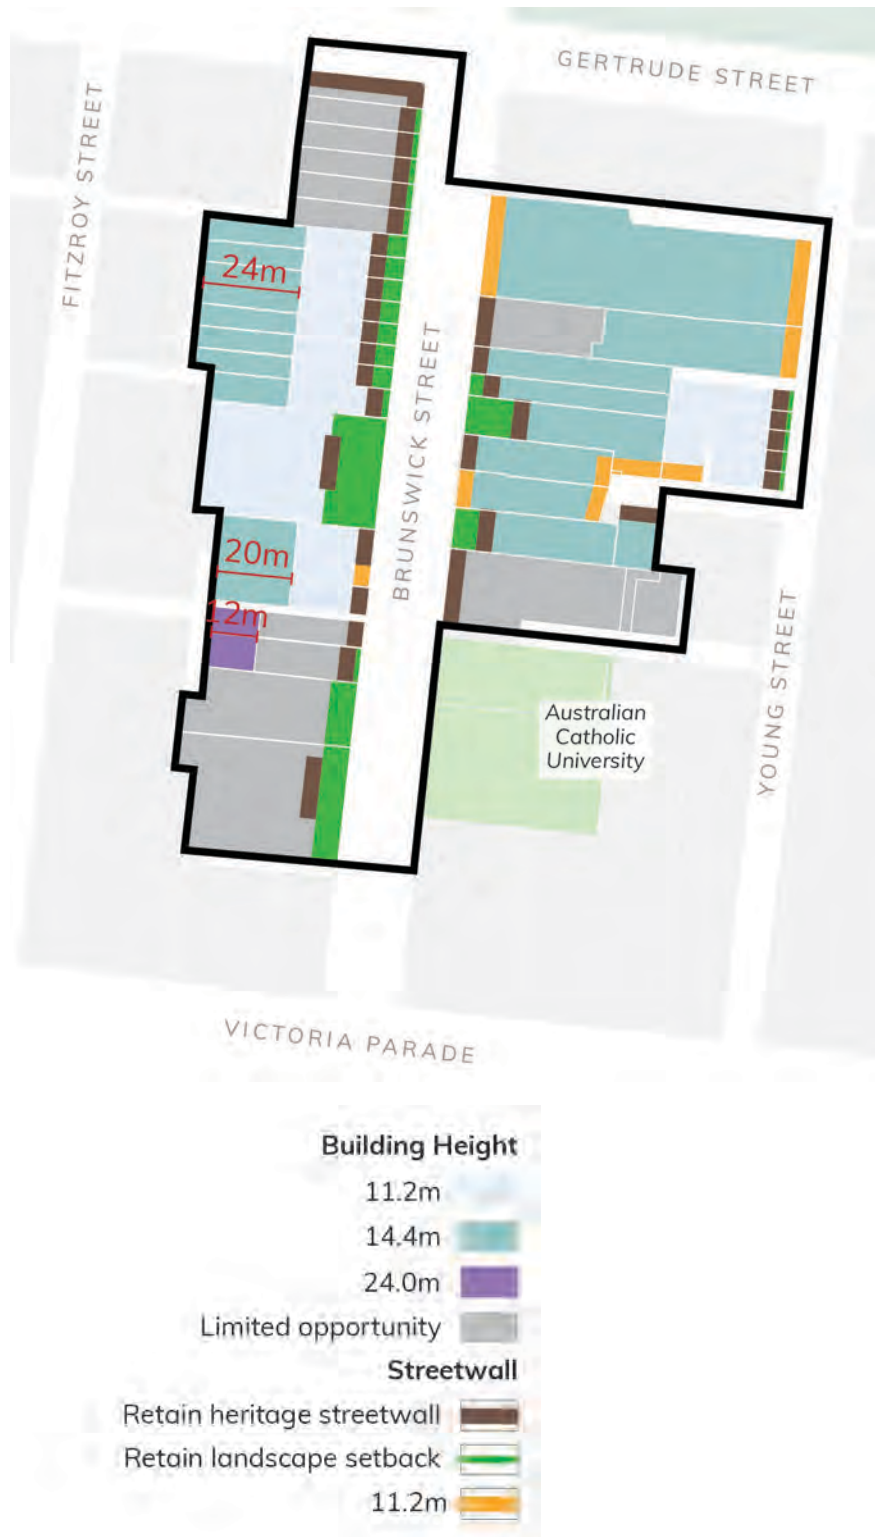 GERTRUDE STREET
FITZROY STREET
24m
BRUNSWICK STREET
20m
12m
YOUNG STREET
Australian
Catholic
University
VICTORIA PARADE
Building Height
11.2m
14.4m
24.0m
Limited opportunity
Streetwall
Retain heritage streetwall
Retain landscape setback
11.2m